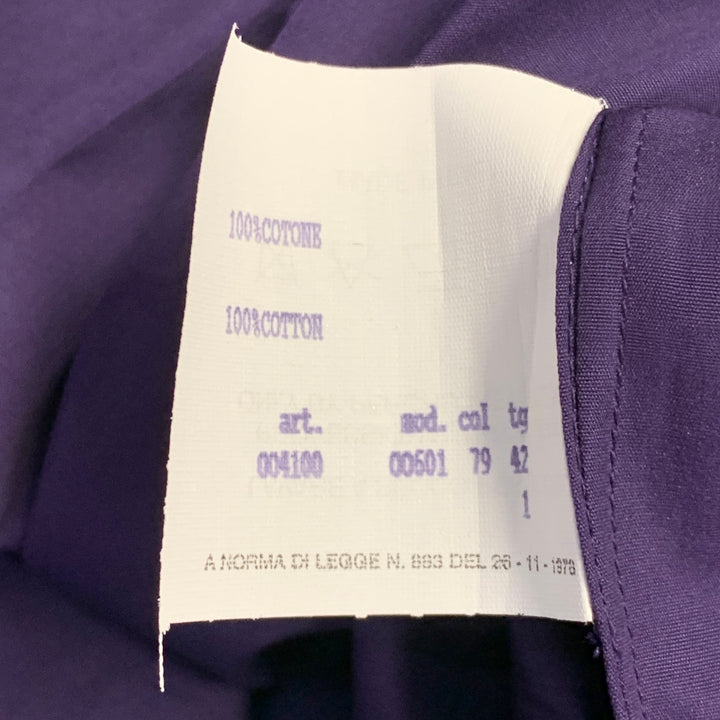 100%COTONE
100%COTTON
art. mod. col tg
004100 00601 79 42
1
A NORMA DI LEGGE N. 883 DEL 26 - 11 - 1973